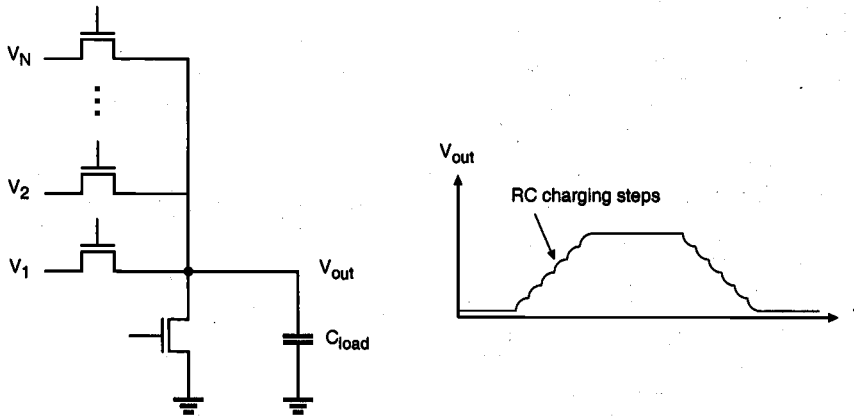 V_N
V_2
V_1
V_out
C_load
V_out
RC charging steps